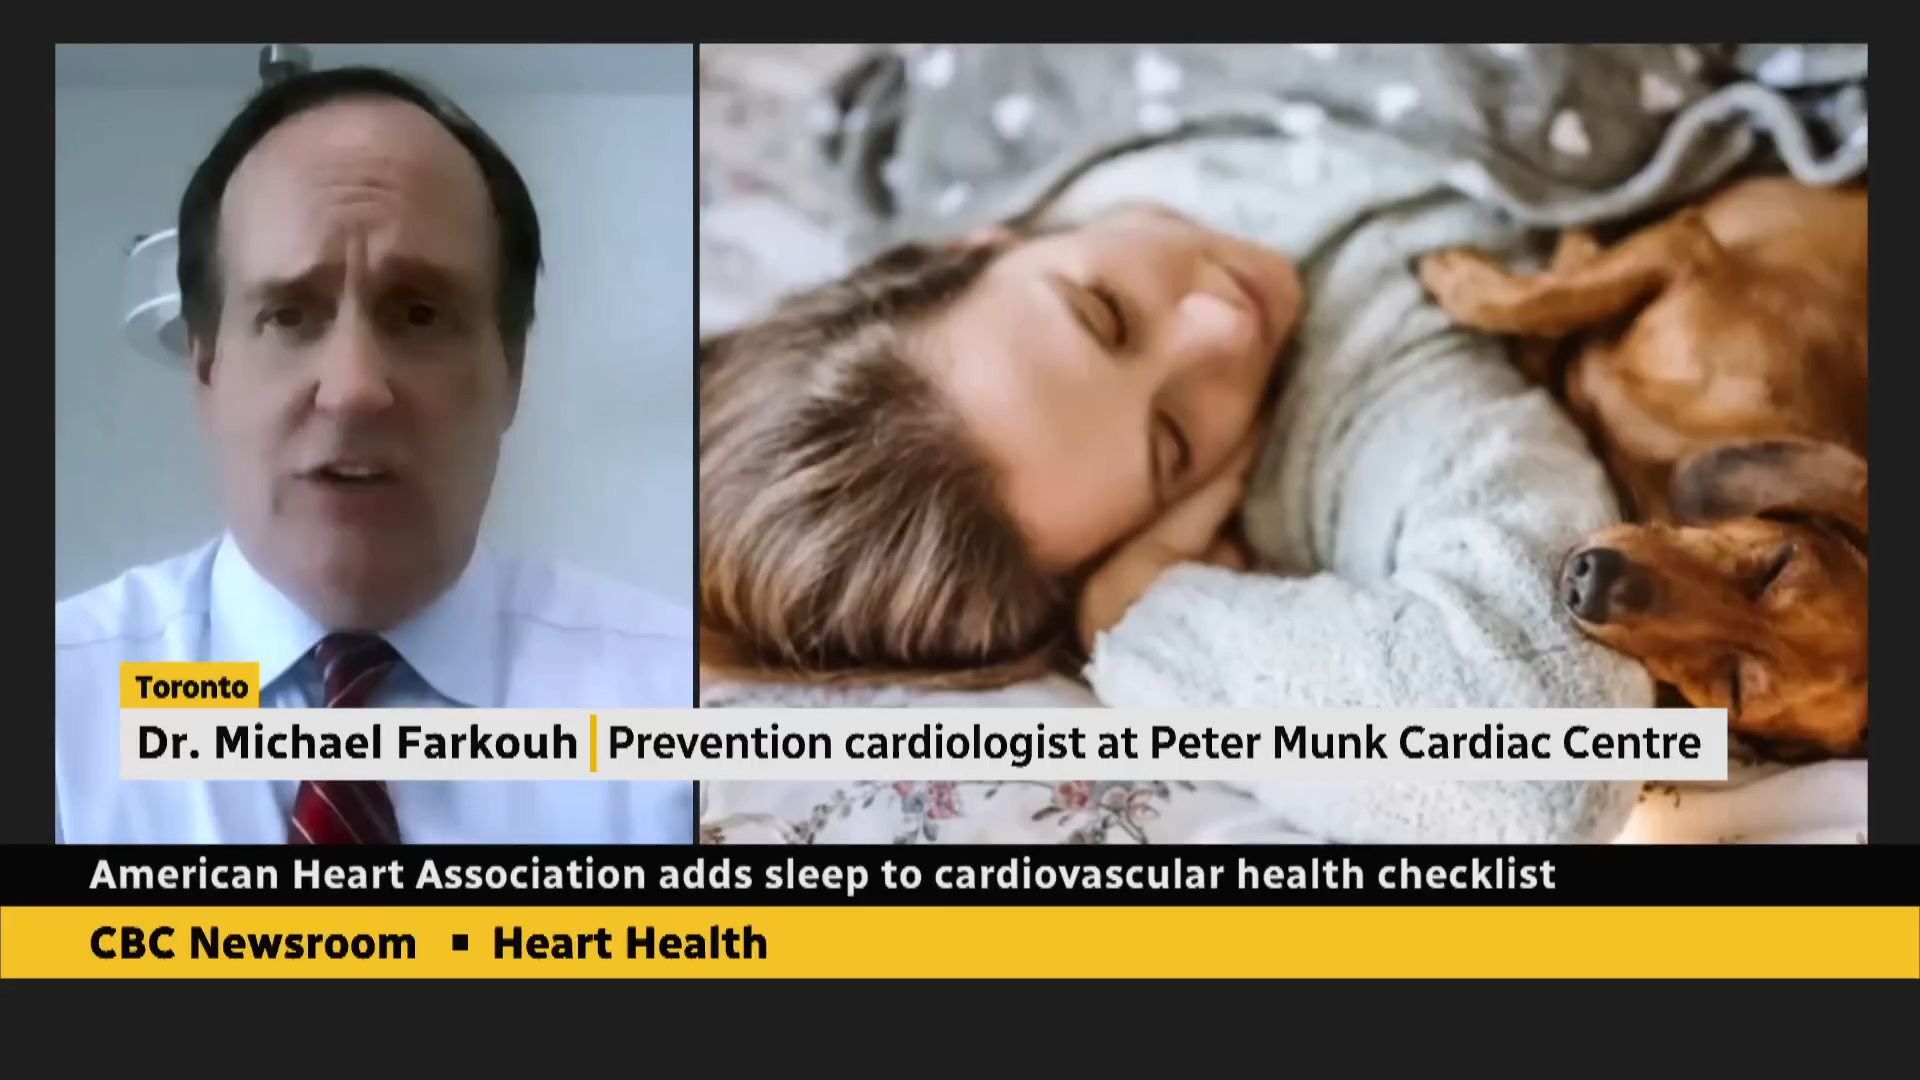 Toronto
Dr. Michael Farkouh | Prevention cardiologist at Peter Munk Cardiac Centre
American Heart Association adds sleep to cardiovascular health checklist
CBC Newsroom ▪ Heart Health